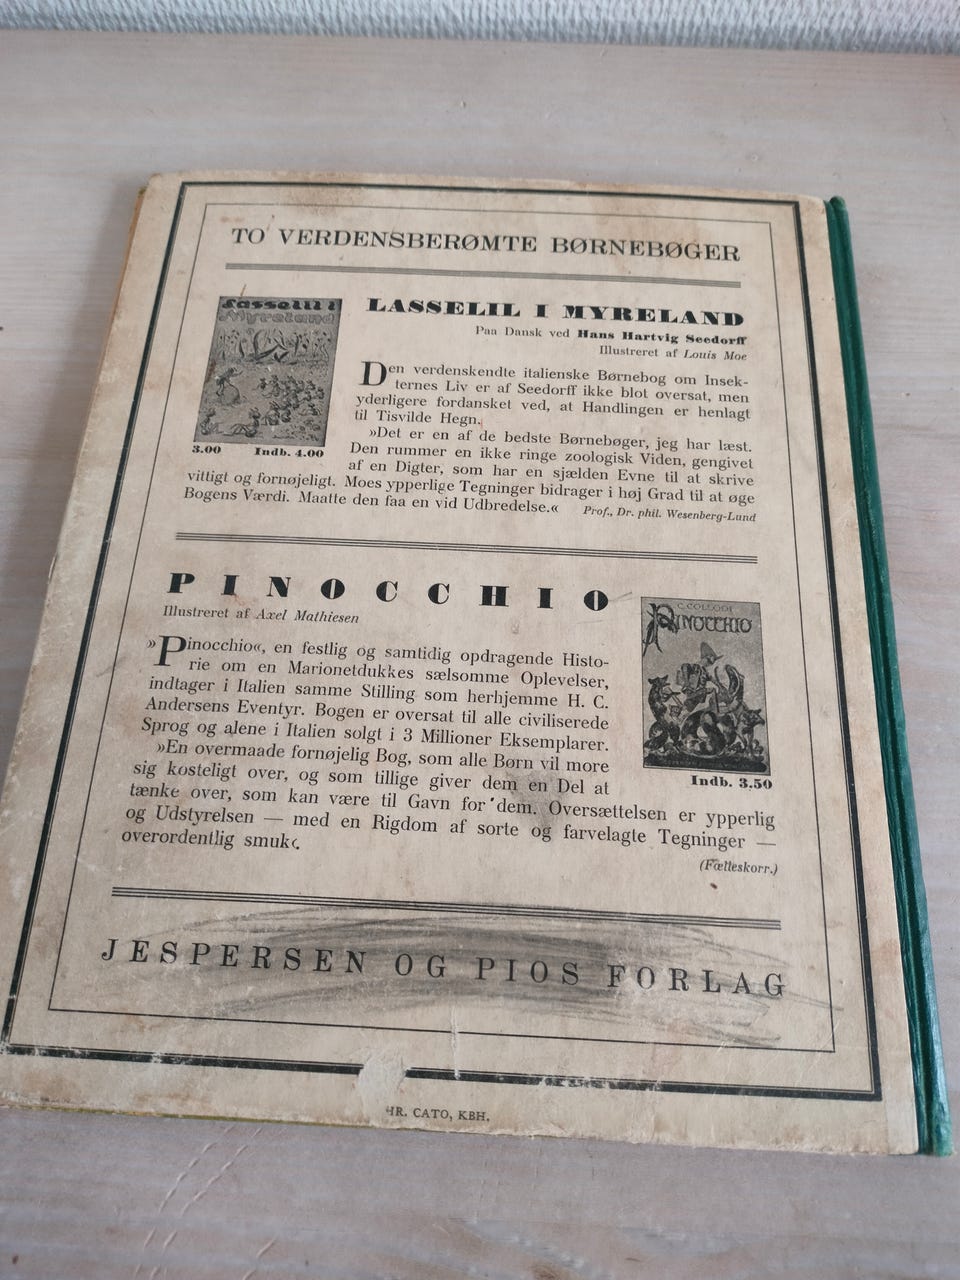 TO VERDENSBERØMTE BØRNEBØGER
Lasselil i
Myreland
3.00 Indb. 4.00
LASSELIL I MYRELAND
Paa Dansk ved Hans Hartvig Seedorff
Illustreret af Louis Moe
Den verdenskendte italienske Børnebog om Insek-
ternes Liv er af Seedorff ikke blot oversat, men
yderligere fordansket ved, at Handlingen er henlagt
til Tisvilde Hegn.
»Det er en af de bedste Børnebøger, jeg har læst.
Den rummer en ikke ringe zoologisk Viden, gengivet
af en Digter, som har en sjælden Evne til at skrive
vittigt og fornøjeligt. Moes ypperlige Tegninger bidrager i høj Grad til at øge
Bogens Værdi. Maatte den faa en vid Udbredelse.« Prof., Dr. phil. Wesenberg-Lund
PINOCCHIO
Illustreret af Axel Mathiesen
»Pinocchio«, en festlig og samtidig opdragende Histo-
rie om en Marionetdukkes sælsomme Oplevelser,
indtager i Italien samme Stilling som herhjemme H. C.
Andersens Eventyr. Bogen er oversat til alle civiliserede
Sprog og alene i Italien solgt i 3 Millioner Eksemplarer.
»En overmaade fornøjelig Bog, som alle Børn vil more
sig kosteligt over, og som tillige giver dem en Del at
tænke over, som kan være til Gavn for dem. Oversættelsen er ypperlig
og Udstyrelsen — med en Rigdom af sorte og farvelagte Tegninger —
overordentlig smuk«.
(Fætteskorr.)
C. COLLODI
PINOCCHIO
Indb. 3.50
JESPERSEN OG PIOS FORLAG
HR. CATO, KBH.